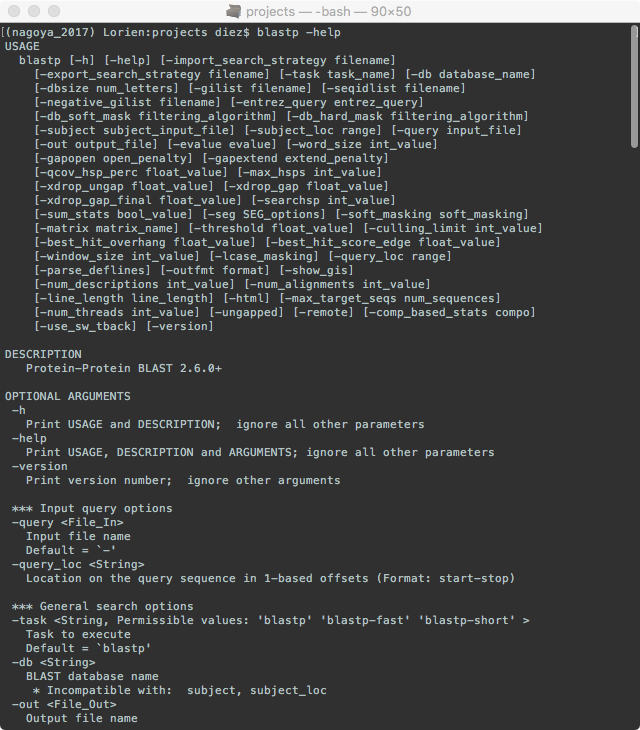 projects — -bash — 90×50
[(nagoya_2017) Lorien:projects diez$ blastp -help
USAGE
  blastp [-h] [-help] [-import_search_strategy filename]
    [-export_search_strategy filename] [-task task_name] [-db database_name]
    [-dbsize num_letters] [-gilist filename] [-seqidlist filename]
    [-negative_gilist filename] [-entrez_query entrez_query]
    [-db_soft_mask filtering_algorithm] [-db_hard_mask filtering_algorithm]
    [-subject subject_input_file] [-subject_loc range] [-query input_file]
    [-out output_file] [-evalue evalue] [-word_size int_value]
    [-gapopen open_penalty] [-gapextend extend_penalty]
    [-qcov_hsp_perc float_value] [-max_hsps int_value]
    [-xdrop_ungap float_value] [-xdrop_gap float_value]
    [-xdrop_gap_final float_value] [-searchsp int_value]
    [-sum_stats bool_value] [-seg SEG_options] [-soft_masking soft_masking]
    [-matrix matrix_name] [-threshold float_value] [-culling_limit int_value]
    [-best_hit_overhang float_value] [-best_hit_score_edge float_value]
    [-window_size int_value] [-lcase_masking] [-query_loc range]
    [-parse_deflines] [-outfmt format] [-show_gis]
    [-num_descriptions int_value] [-num_alignments int_value]
    [-line_length line_length] [-html] [-max_target_seqs num_sequences]
    [-num_threads int_value] [-ungapped] [-remote] [-comp_based_stats compo]
    [-use_sw_tback] [-version]

DESCRIPTION
   Protein-Protein BLAST 2.6.0+

OPTIONAL ARGUMENTS
 -h
   Print USAGE and DESCRIPTION;  ignore all other parameters
 -help
   Print USAGE, DESCRIPTION and ARGUMENTS; ignore all other parameters
 -version
   Print version number;  ignore other arguments

 *** Input query options
 -query <File_In>
   Input file name
   Default = `-'
 -query_loc <String>
   Location on the query sequence in 1-based offsets (Format: start-stop)

 *** General search options
 -task <String, Permissible values: 'blastp' 'blastp-fast' 'blastp-short' >
   Task to execute
   Default = `blastp'
 -db <String>
   BLAST database name
    * Incompatible with:  subject, subject_loc
 -out <File_Out>
   Output file name